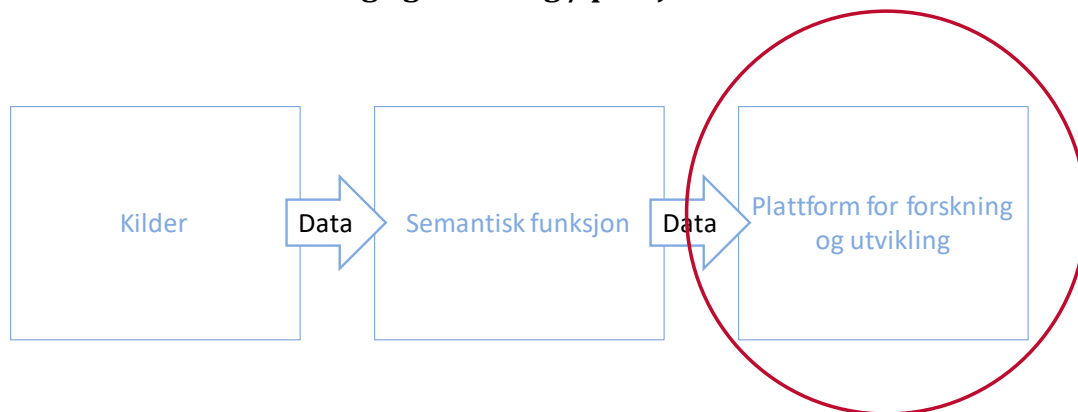 Kilder
Data
Semantisk funksjon
Data
Plattform for forskning
og utvikling